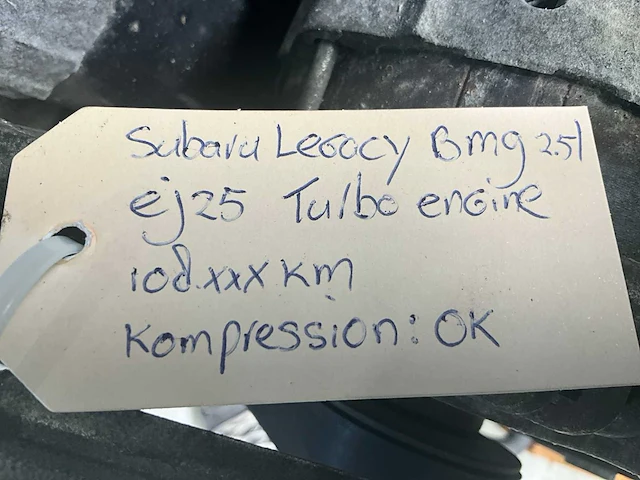 Subaru Legacy Bmg 2.5l
ej25 Turbo engine
108.xxx km
Kompression: OK